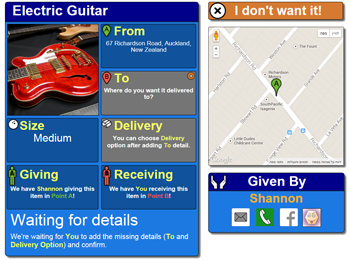 Electric Guitar
From
67 Richardson Road, Auckland,
New Zealand
To
Where do you want it delivered
to?
Size
Medium
Delivery
You can choose Delivery
option after adding To detail.
Giving
We have Shannon giving this
item in Point A!
Receiving
We have You receiving this
item in Point B!
Waiting for details
We're waiting for You to add the missing details (To and
Delivery Option) and confirm.
I don't want it!
The Fount
Richardson
Motors
SouthPacific
Little Dudes
Childcare Centre
Given By
Shannon